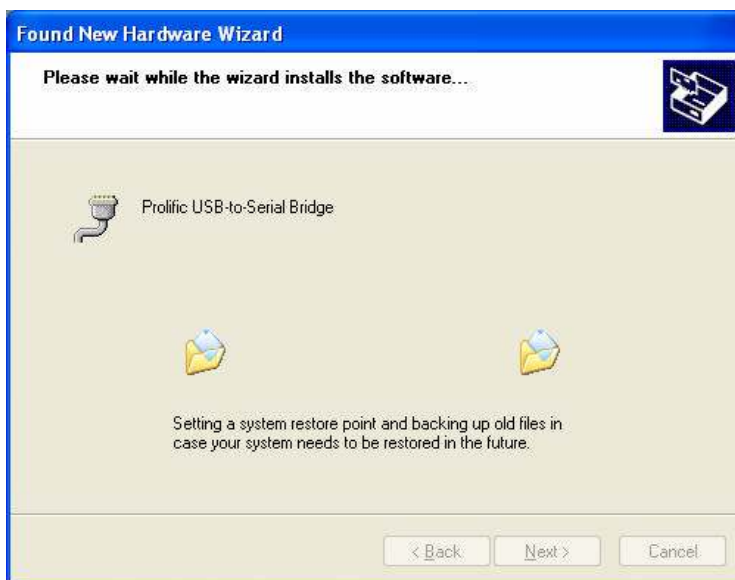 Found New Hardware Wizard
Please wait while the wizard installs the software...
Prolific USB-to-Serial Bridge
Setting a system restore point and backing up old files in
case your system needs to be restored in the future.
< Back Next > Cancel